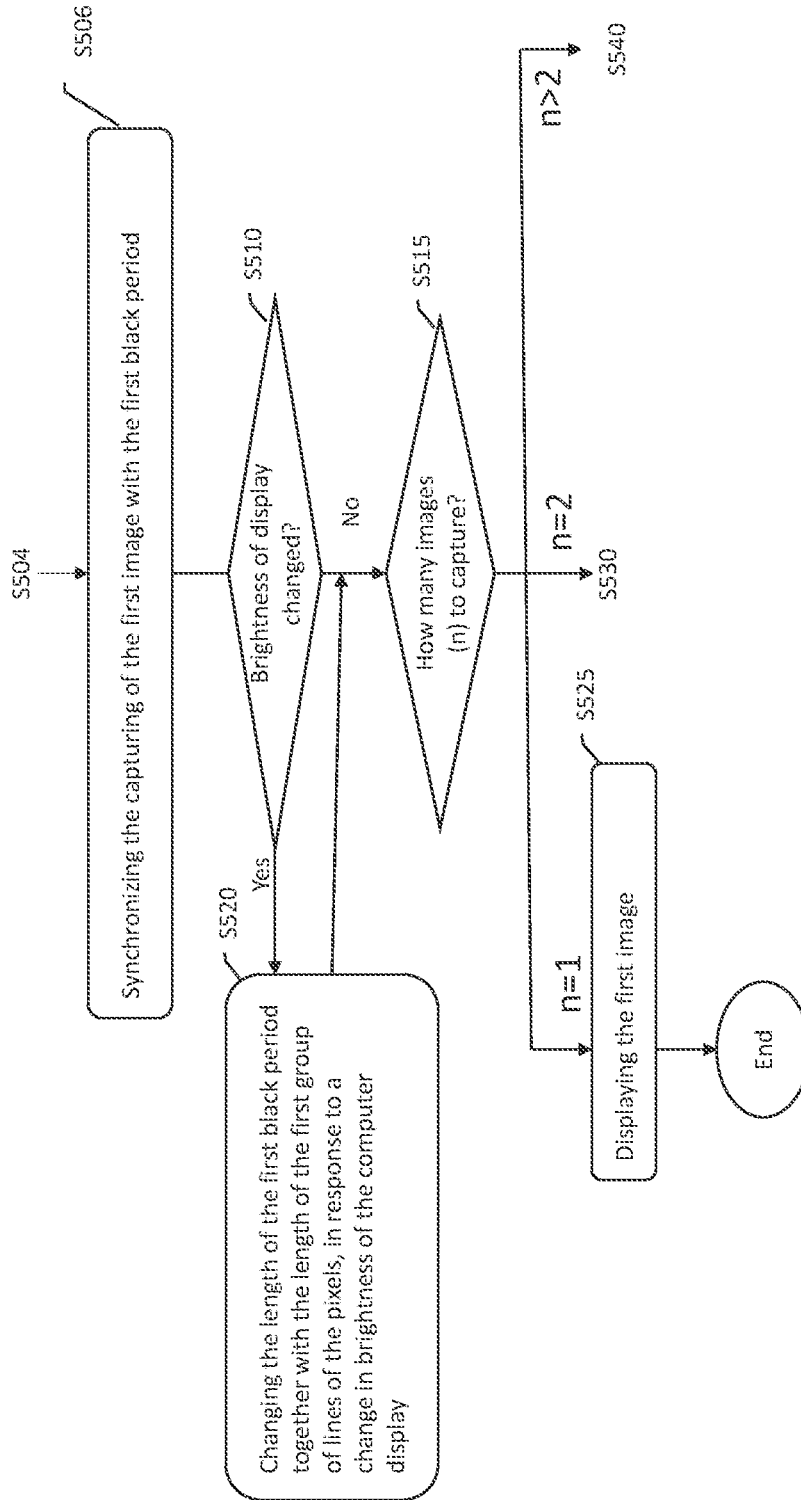 S504
S506
Synchronizing the capturing of the first image with the first black period
S510
Brightness of display
changed?
Yes
No
S520
Changing the length of the first black period
together with the length of the first group
of lines of the pixels, in response to a
change in brightness of the computer
display
S515
How many images
(n) to capture?
n=1
n=2
n>2
S525
Displaying the first image
S530
S540
End